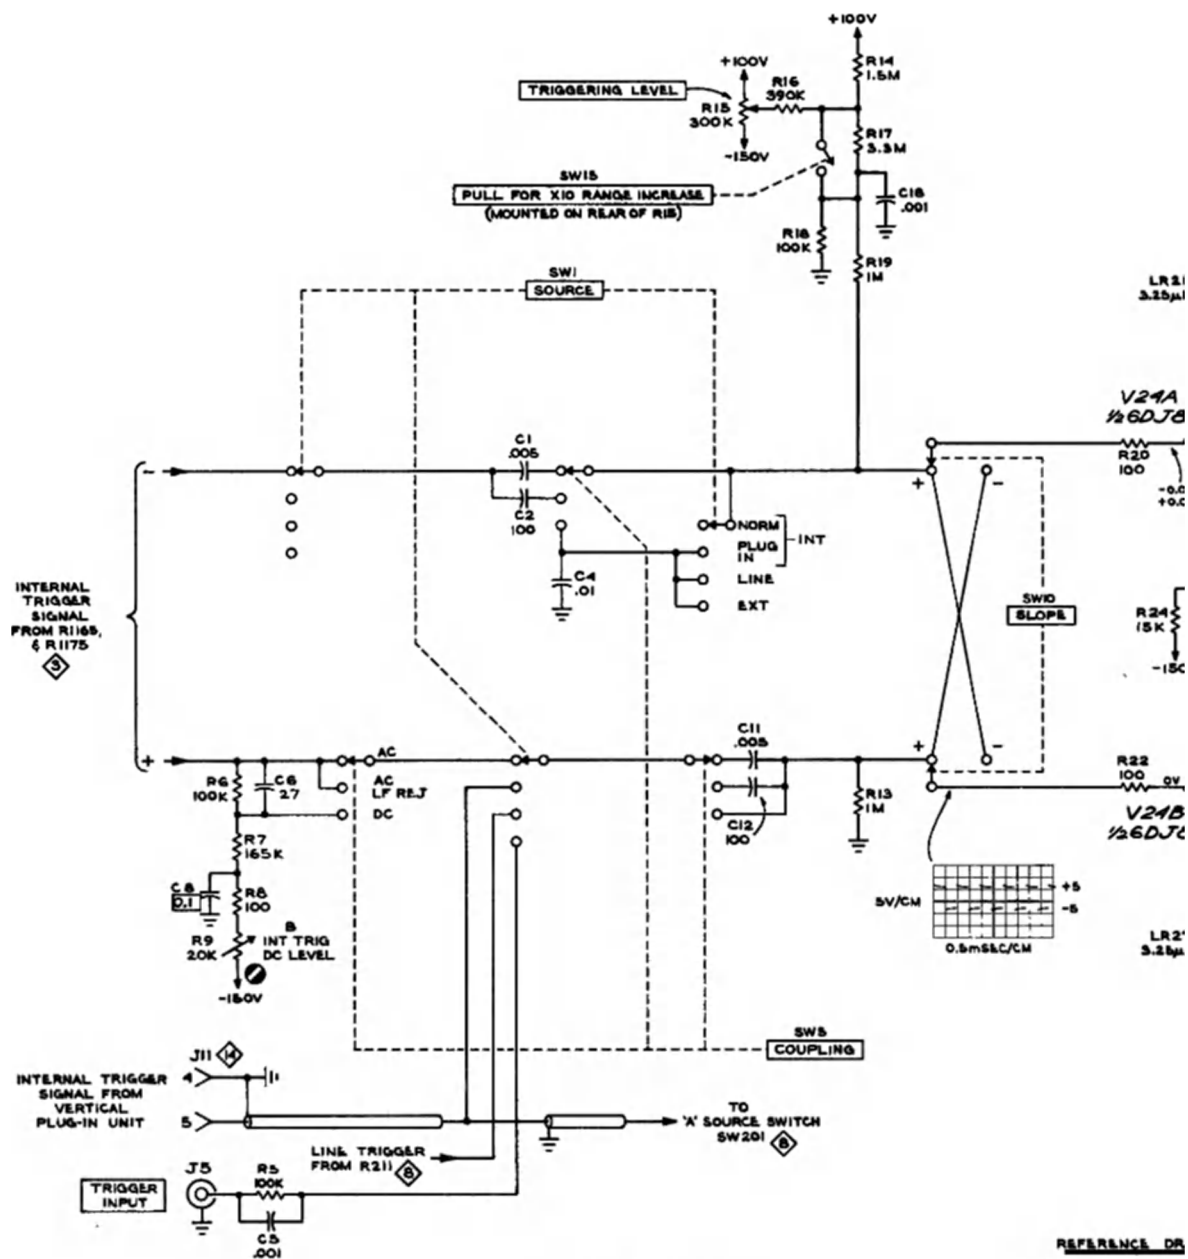 +100V
R14
1.5M
+100V
R16
390K
TRIGGERING LEVEL
R15
300K
R17
3.3M
-150V
SW15
PULL FOR X10 RANGE INCREASE
(MOUNTED ON REAR OF R15)
C18
.001
R18
100K
R19
1M
SW1
SOURCE
LR21
V24A
½6DJ8
C1
.005
R20
100
+
-
-
C2
100
NORM
PLUG
IN
INT
LINE
EXT
C4
.01
INTERNAL
TRIGGER
SIGNAL
FROM R1165,
& R1175
3
SW10
SLOPE
R24
15K
C11
.005
+
-
+
AC
R6
100K
C6
27
AC
LF REJ
DC
R22
100
0V
R13
1M
C12
100
V24B
½6DJ8
R7
165K
C8
0.1
R8
100
B
INT TRIG
DC LEVEL
R9
20K
-150V
5V/CM
+5
-5
0.5mSEC/CM
SW5
COUPLING
J11
14
INTERNAL TRIGGER
SIGNAL FROM
VERTICAL
PLUG-IN UNIT
4
5
TO
'A' SOURCE SWITCH
SW201
8
LINE TRIGGER
FROM R211
8
J5
R5
100K
TRIGGER
INPUT
C5
.001
REFERENCE